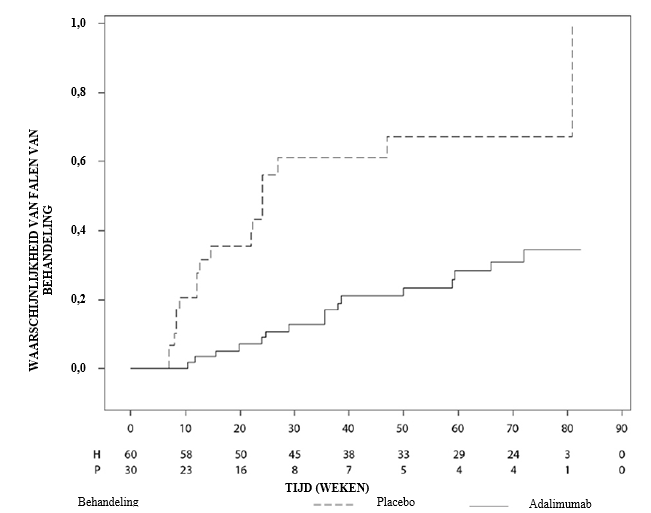 WAARSCHIJNLIJKHEID VAN FALEN VAN
BEHANDELING
1,0
0,8
0,6
0,4
0,2
0,0
0 10 20 30 40 50 60 70 80 90
H 60 58 50 45 38 33 29 24 3 0
P 30 23 16 8 7 5 4 4 1 0
TIJD (WEKEN)
Behandeling Placebo Adalimumab